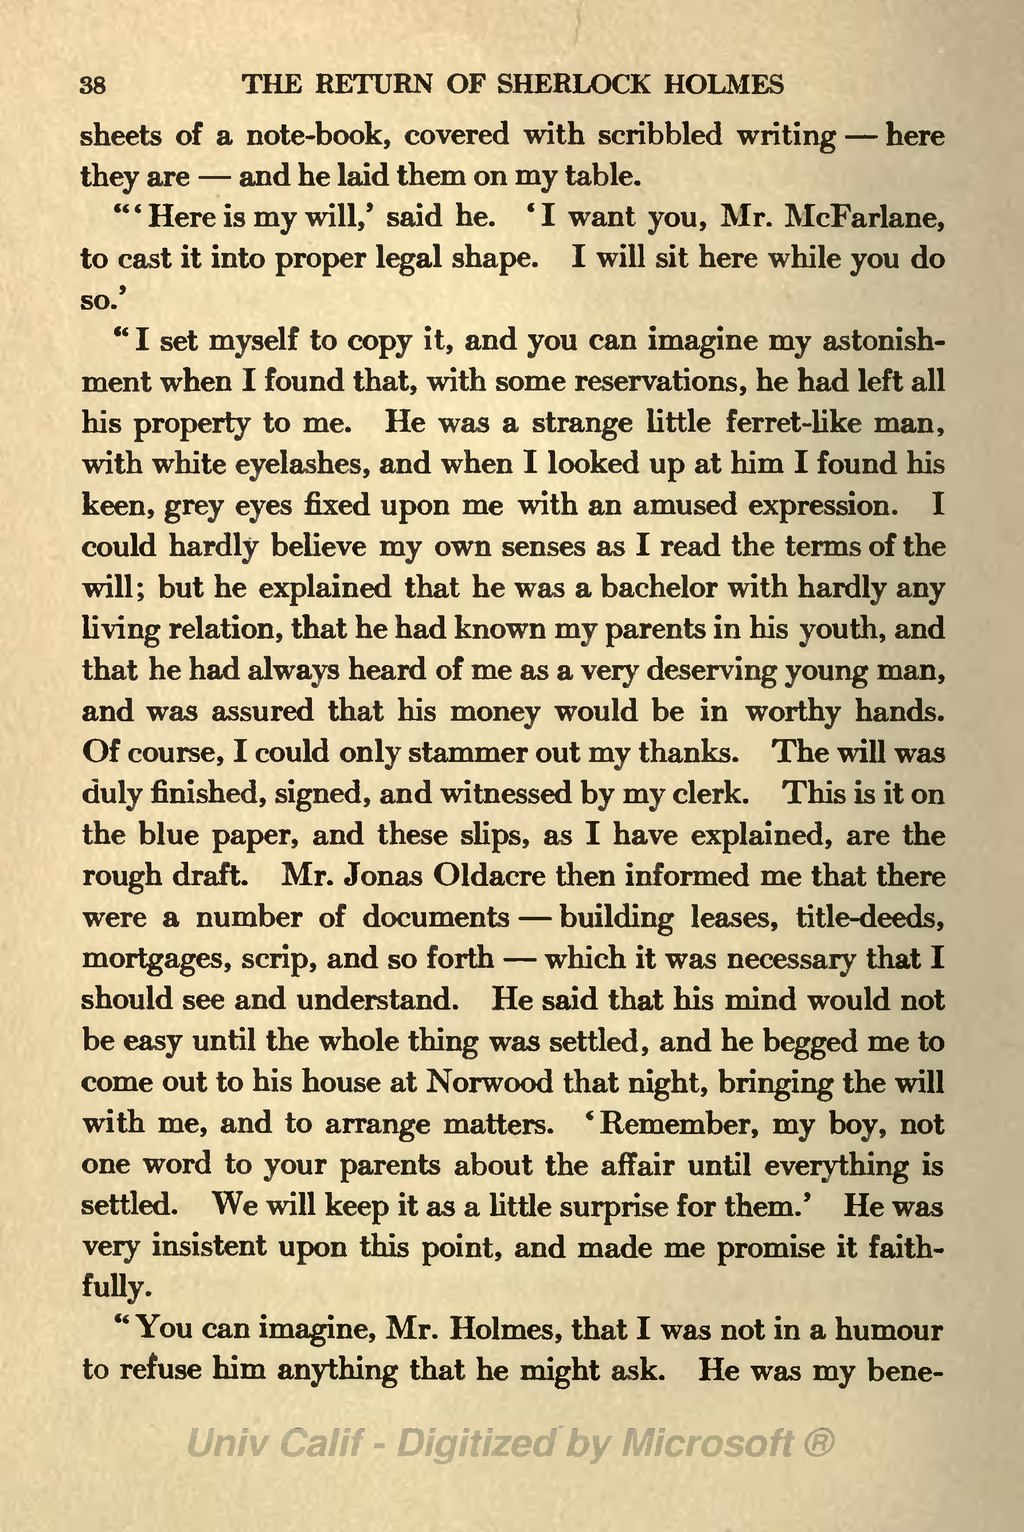 38 THE RETURN OF SHERLOCK HOLMES
sheets of a note-book, covered with scribbled writing — here
they are — and he laid them on my table.
"'Here is my will,' said he. 'I want you, Mr. McFarlane,
to cast it into proper legal shape. I will sit here while you do
so.'
"I set myself to copy it, and you can imagine my astonish-
ment when I found that, with some reservations, he had left all
his property to me. He was a strange little ferret-like man,
with white eyelashes, and when I looked up at him I found his
keen, grey eyes fixed upon me with an amused expression. I
could hardly believe my own senses as I read the terms of the
will; but he explained that he was a bachelor with hardly any
living relation, that he had known my parents in his youth, and
that he had always heard of me as a very deserving young man,
and was assured that his money would be in worthy hands.
Of course, I could only stammer out my thanks. The will was
duly finished, signed, and witnessed by my clerk. This is it on
the blue paper, and these slips, as I have explained, are the
rough draft. Mr. Jonas Oldacre then informed me that there
were a number of documents — building leases, title-deeds,
mortgages, scrip, and so forth — which it was necessary that I
should see and understand. He said that his mind would not
be easy until the whole thing was settled, and he begged me to
come out to his house at Norwood that night, bringing the will
with me, and to arrange matters. 'Remember, my boy, not
one word to your parents about the affair until everything is
settled. We will keep it as a little surprise for them.' He was
very insistent upon this point, and made me promise it faith-
fully.
"You can imagine, Mr. Holmes, that I was not in a humour
to refuse him anything that he might ask. He was my bene-
Univ Calif - Digitized by Microsoft ®